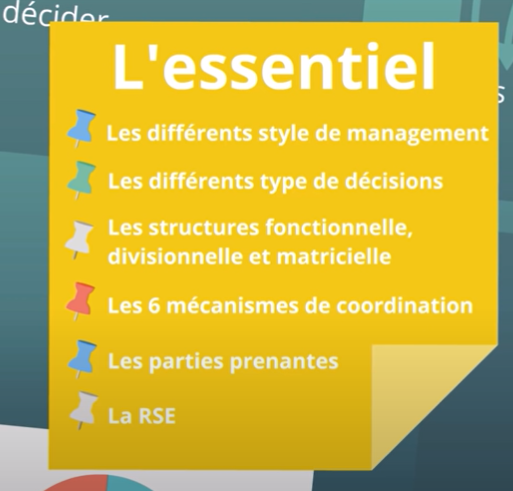 décider
L'essentiel
Les différents style de management
Les différents type de décisions
Les structures fonctionnelle,
divisionnelle et matricielle
Les 6 mécanismes de coordination
Les parties prenantes
La RSE
s